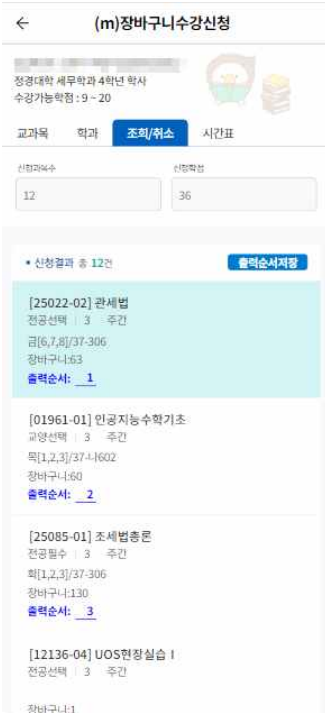 (m)장바구니수강신청
정경대학 세무학과 4학년 학사
수강가능학점 : 9 ~ 20
교과목 학과 조회/취소 시간표
신청과목수 신청학점
12 36
신청결과 총 12건 출력순서저장
[25022-02] 관세법
전공선택 | 3 주간
금[6,7,8]/37-306
장바구니:63
출력순서: 1
[01961-01] 인공지능수학기초
교양선택 | 3 주간
목[1,2,3]/37-나602
장바구니:60
출력순서: 2
[25085-01] 조세법총론
전공필수 | 3 주간
화[1,2,3]/37-306
장바구니:130
출력순서: 3
[12136-04] UOS현장실습 I
전공선택 | 3 주간
장바구니:1